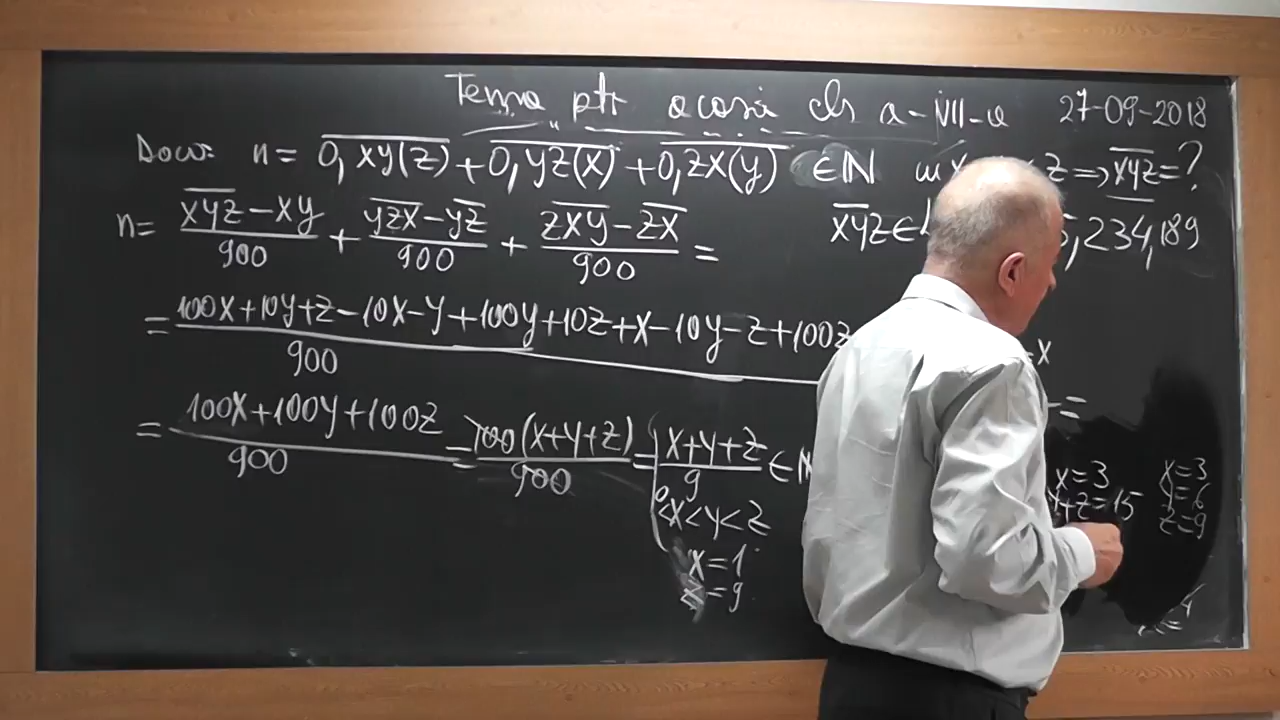 Tema ptr acasă cls a-VII-a 27-09-2018
n = 0,xy(z) + 0,yz(x) + 0,zx(y) ∈ N z ⟹ xyz = ?
n = (xyz - xy)/900 + (yzx - yz)/900 + (zxy - zx)/900 =
xyz ∈ ,234,189
= (100x+10y+z-10x-y+100y+10z+x-10y-z+100z
900
x
= (100x+100y+100z)/900 = 100(x+y+z)/900 = (x+y+z)/9 ∈ N
=
0<x<y<z
x=1
z=9
x=3
y+z=15
x=3
y=6
z=9